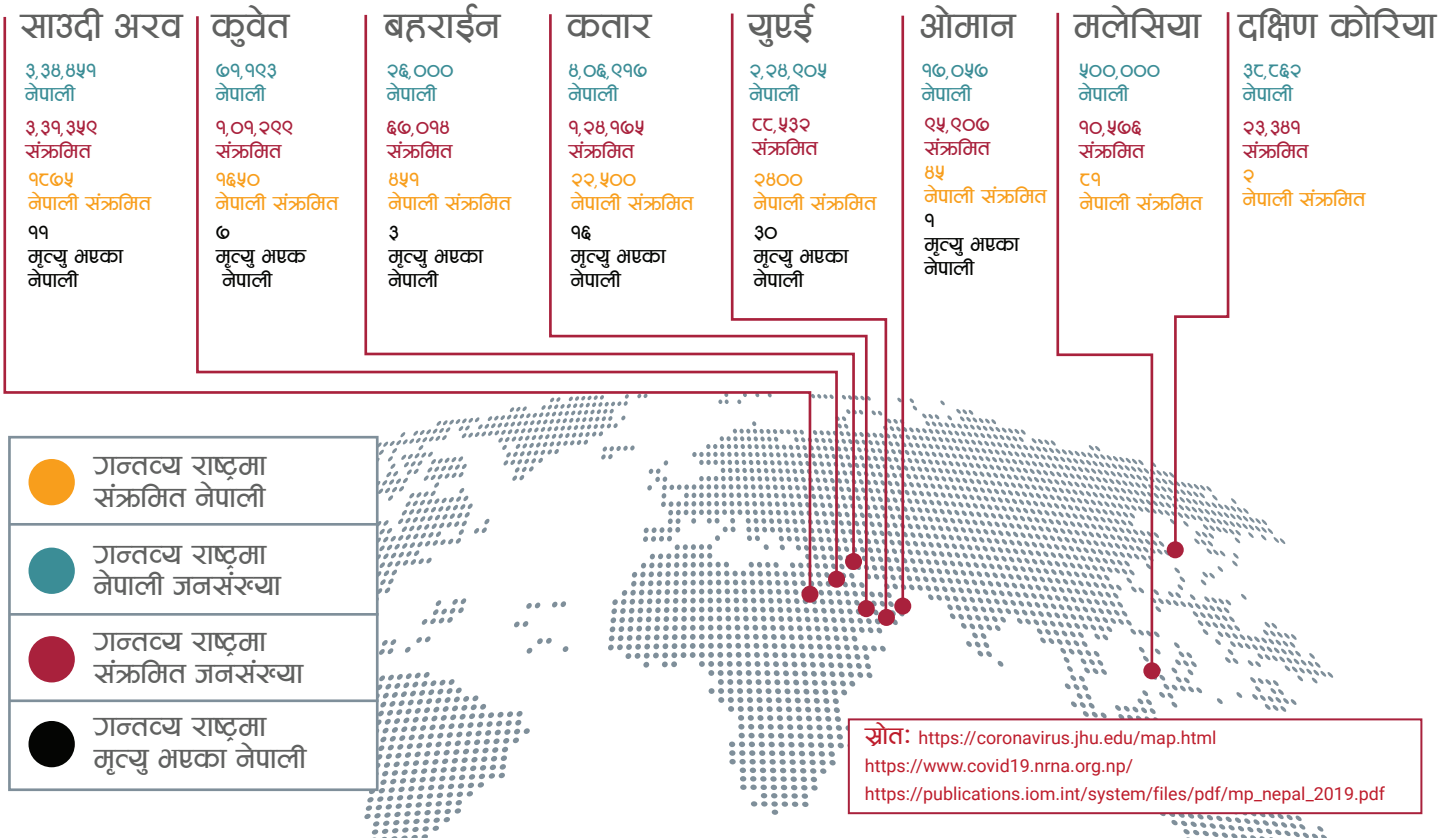 साउदी अरव
३,३४,४५१
नेपाली
३,३१,३५९
संक्रमित
१८७५
नेपाली संक्रमित
११
मृत्यु भएका
नेपाली
कुवेत
७१,१९३
नेपाली
१,०१,२९९
संक्रमित
१६५०
नेपाली संक्रमित
७
मृत्यु भएक
नेपाली
बहराईन
२६,०००
नेपाली
६७,०१४
संक्रमित
४५१
नेपाली संक्रमित
३
मृत्यु भएका
नेपाली
कतार
४,०६,९१७
नेपाली
१,२४,१७५
संक्रमित
२२,५००
नेपाली संक्रमित
१६
मृत्यु भएका
नेपाली
युएई
२,२४,९०५
नेपाली
८८,५३२
संक्रमित
२४००
नेपाली संक्रमित
३०
मृत्यु भएका
नेपाली
ओमान
१७,०५७
नेपाली
९५,९०७
संक्रमित
४५
नेपाली संक्रमित
१
मृत्यु भएका
नेपाली
मलेसिया
५००,०००
नेपाली
१०,५७६
संक्रमित
८१
नेपाली संक्रमित
दक्षिण कोरिया
३८,८६२
नेपाली
२३,३४१
संक्रमित
२
नेपाली संक्रमित
गन्तव्य राष्ट्रमा
संक्रमित नेपाली
गन्तव्य राष्ट्रमा
नेपाली जनसंख्या
गन्तव्य राष्ट्रमा
संक्रमित जनसंख्या
गन्तव्य राष्ट्रमा
मृत्यु भएका नेपाली
स्रोत: https://coronavirus.jhu.edu/map.html
https://www.covid19.nrna.org.np/
https://publications.iom.int/system/files/pdf/mp_nepal_2019.pdf